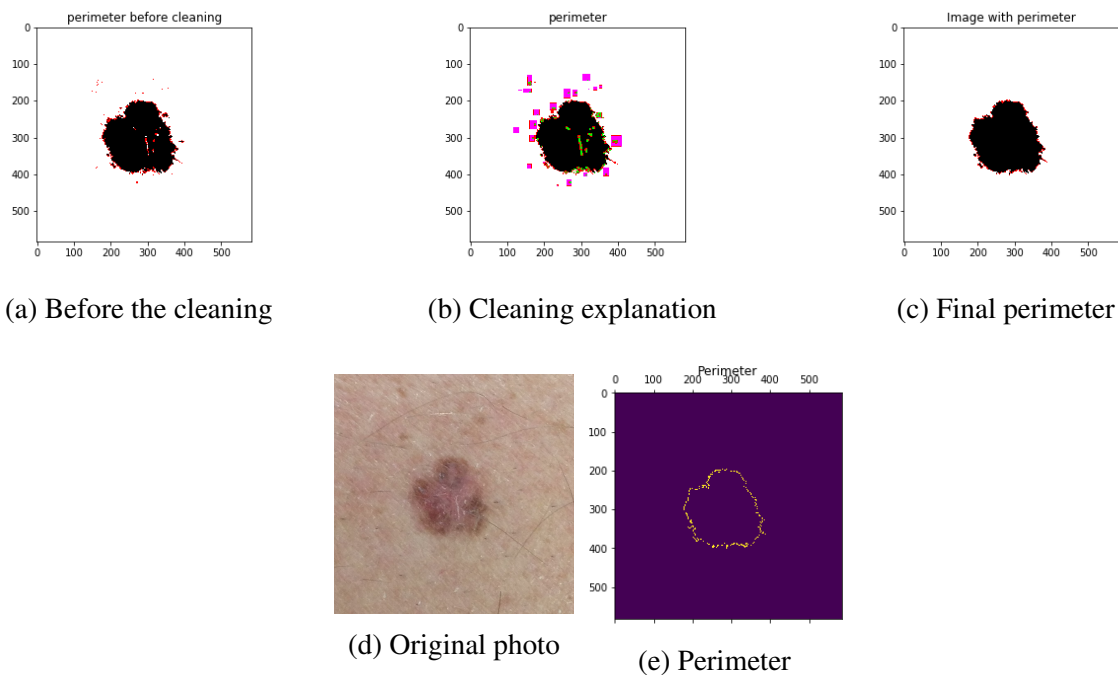 perimeter before cleaning
0
100
200
300
400
500
0 100 200 300 400 500
(a) Before the cleaning
perimeter
0
100
200
300
400
500
0 100 200 300 400 500
(b) Cleaning explanation
Image with perimeter
0
100
200
300
400
500
0 100 200 300 400 500
(c) Final perimeter
(d) Original photo
Perimeter
0 100 200 300 400 500
0
100
200
300
400
500
(e) Perimeter